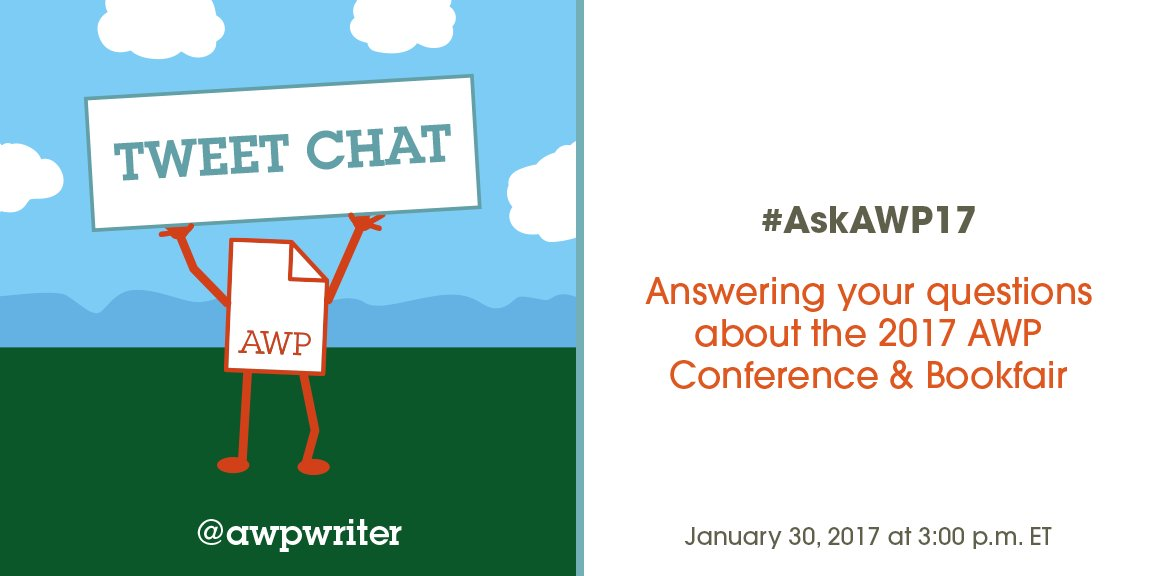 TWEET CHAT
AWP
@awpwriter
#AskAWP17
Answering your questions
about the 2017 AWP
Conference & Bookfair
January 30, 2017 at 3:00 p.m. ET